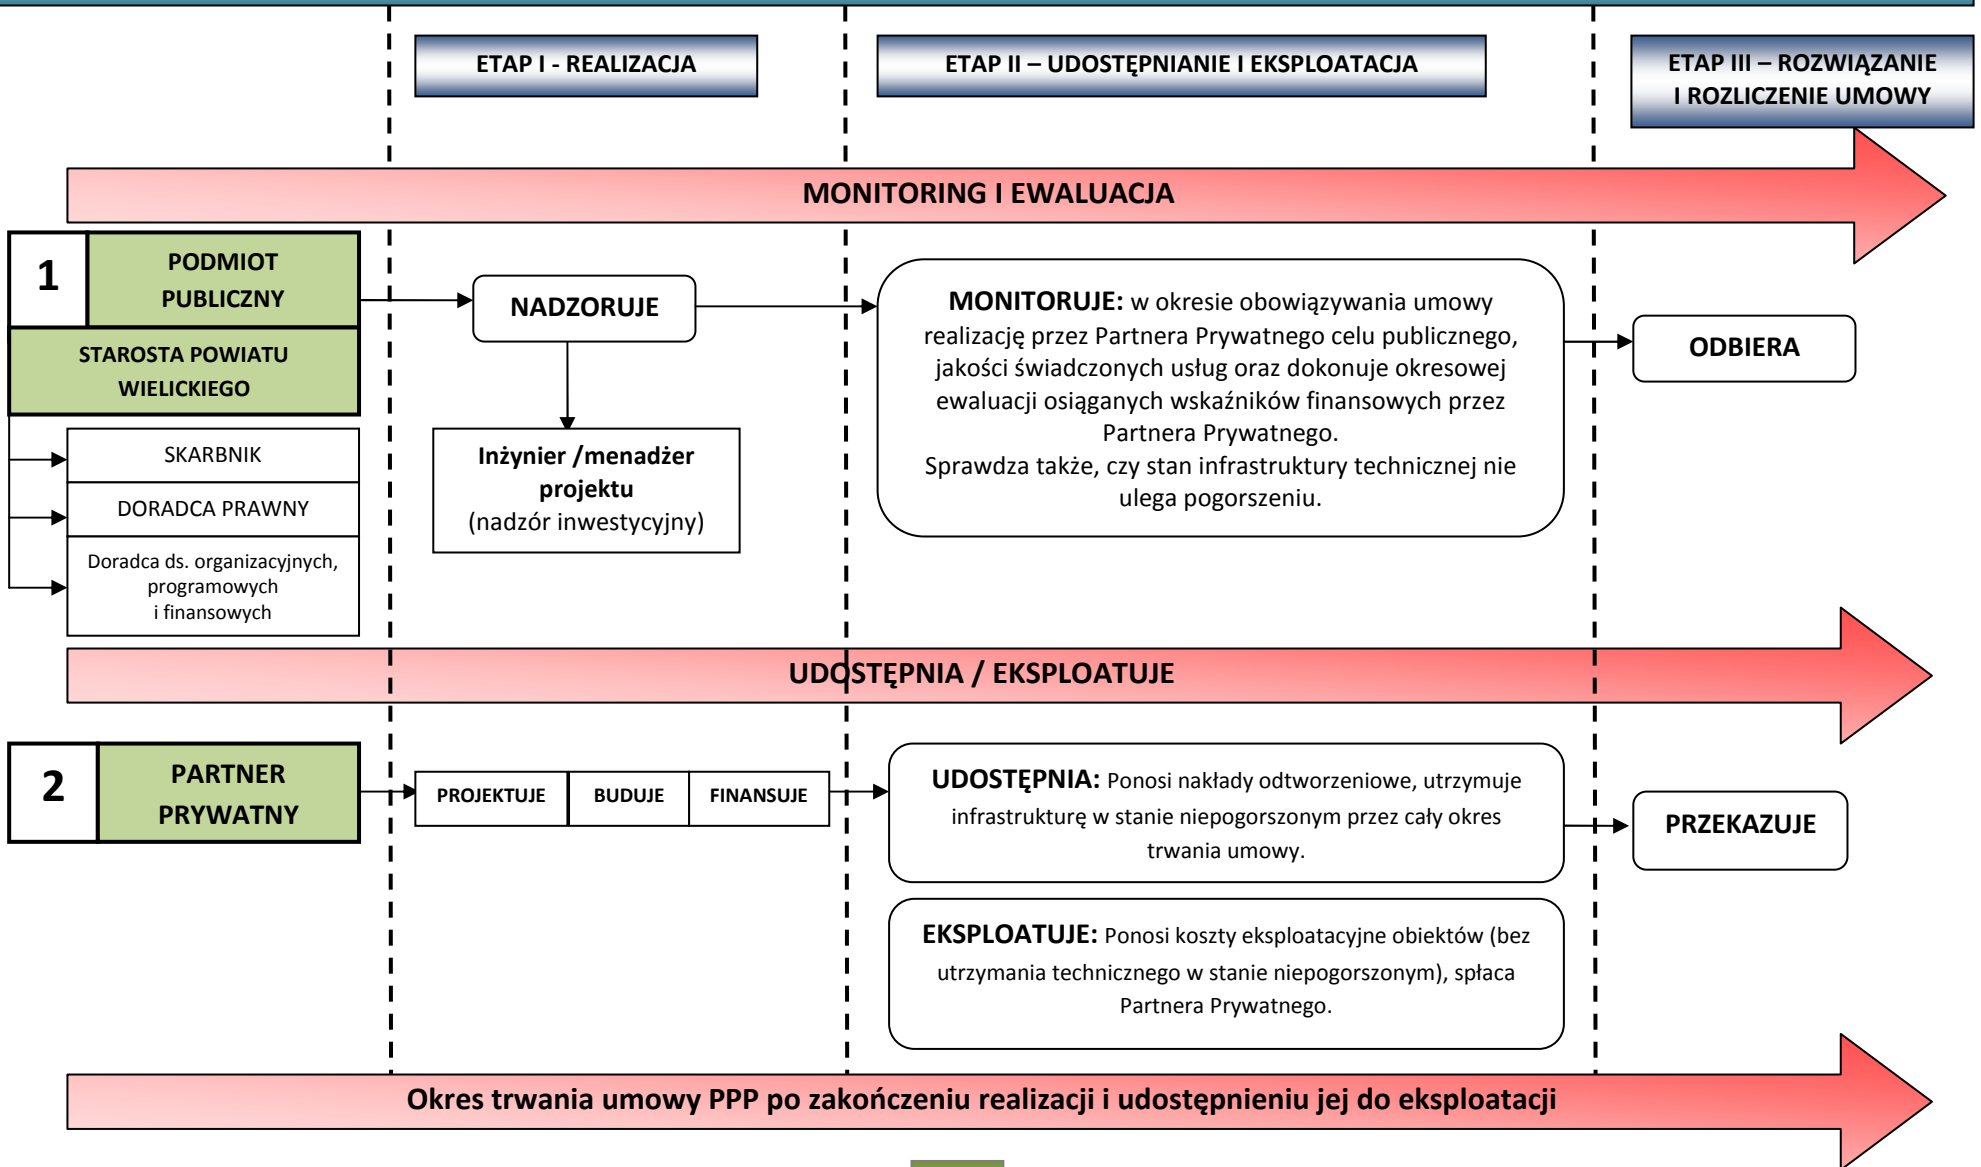 ETAP I - REALIZACJA
ETAP II – UDOSTĘPNIANIE I EKSPLOATACJA
ETAP III – ROZWIĄZANIE
I ROZLICZENIE UMOWY
MONITORING I EWALUACJA
1
PODMIOT
PUBLICZNY
STAROSTA POWIATU
WIELICKIEGO
SKARBNIK
DORADCA PRAWNY
Doradca ds. organizacyjnych,
programowych
i finansowych
NADZORUJE
Inżynier /menadżer
projektu
(nadzór inwestycyjny)
MONITORUJE: w okresie obowiązywania umowy
realizację przez Partnera Prywatnego celu publicznego,
jakości świadczonych usług oraz dokonuje okresowej
ewaluacji osiąganych wskaźników finansowych przez
Partnera Prywatnego.
Sprawdza także, czy stan infrastruktury technicznej nie
ulega pogorszeniu.
ODBIERA
UDOSTĘPNIA / EKSPLOATUJE
2
PARTNER
PRYWATNY
PROJEKTUJE
BUDUJE
FINANSUJE
UDOSTĘPNIA: Ponosi nakłady odtworzeniowe, utrzymuje
infrastrukturę w stanie niepogorszonym przez cały okres
trwania umowy.
EKSPLOATUJE: Ponosi koszty eksploatacyjne obiektów (bez
utrzymania technicznego w stanie niepogorszonym), spłaca
Partnera Prywatnego.
PRZEKAZUJE
Okres trwania umowy PPP po zakończeniu realizacji i udostępnieniu jej do eksploatacji